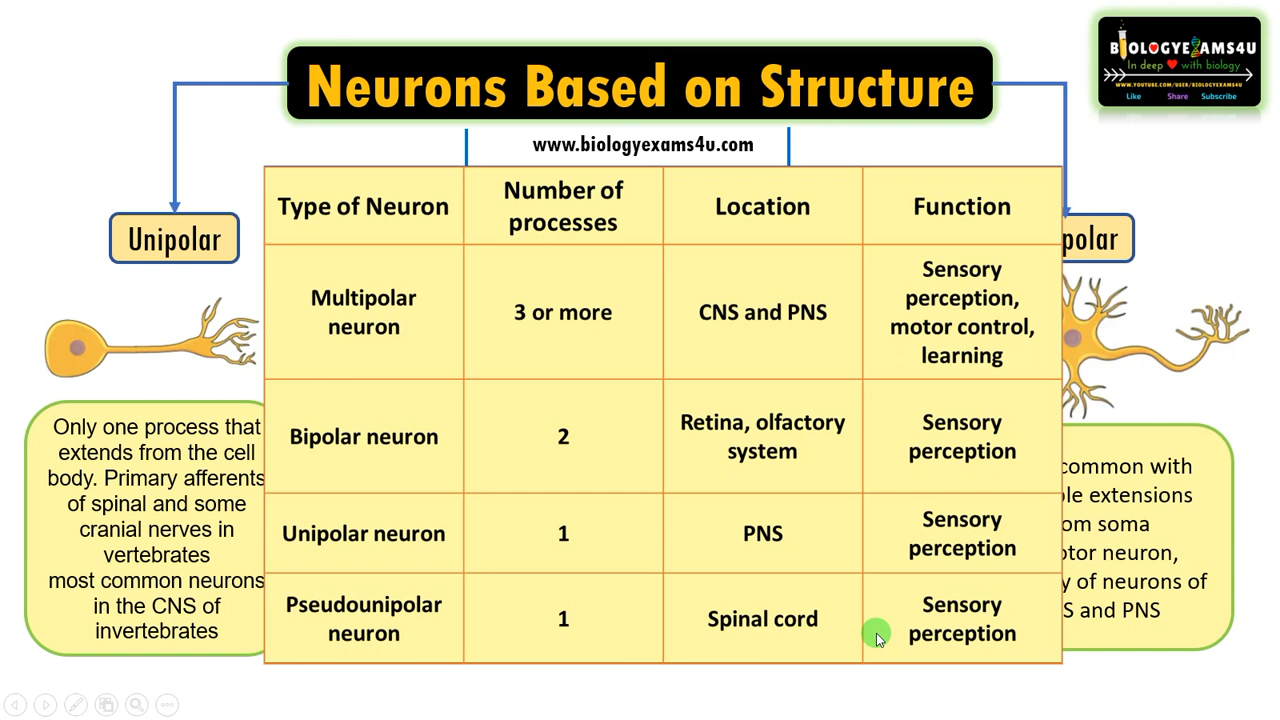 BIOLOGYEXAMS4U
In deep with biology
WWW.YOUTUBE.COM/USER/BIOLOGYEXAMS4U
Like Share Subscribe
Neurons Based on Structure
www.biologyexams4u.com
Unipolar
polar
Type of Neuron
Number of
processes
Location
Function
Multipolar
neuron
3 or more
CNS and PNS
Sensory
perception,
motor control,
learning
Bipolar neuron
2
Retina, olfactory
system
Sensory
perception
Unipolar neuron
1
PNS
Sensory
perception
Pseudounipolar
neuron
1
Spinal cord
Sensory
perception
Only one process that
extends from the cell
body. Primary afferents
of spinal and some
cranial nerves in
vertebrates
most common neurons
in the CNS of
invertebrates
common with
extensions
soma
neuron,
of neurons of
and PNS